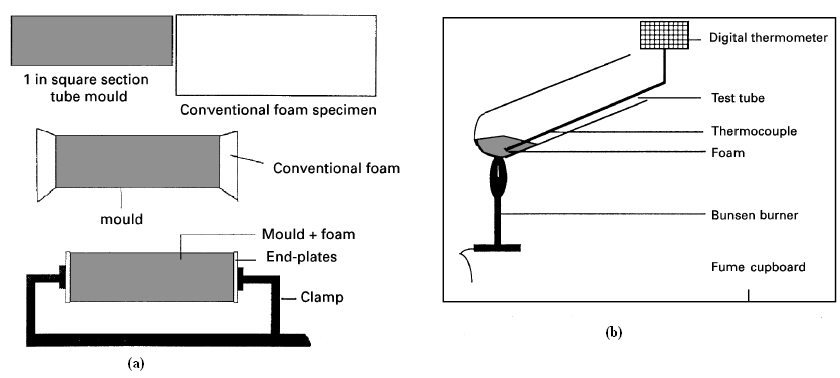 1 in square section
tube mould
Conventional foam specimen
Conventional foam
mould
Mould + foam
End-plates
Clamp
(a)
Digital thermometer
Test tube
Thermocouple
Foam
Bunsen burner
Fume cupboard
(b)